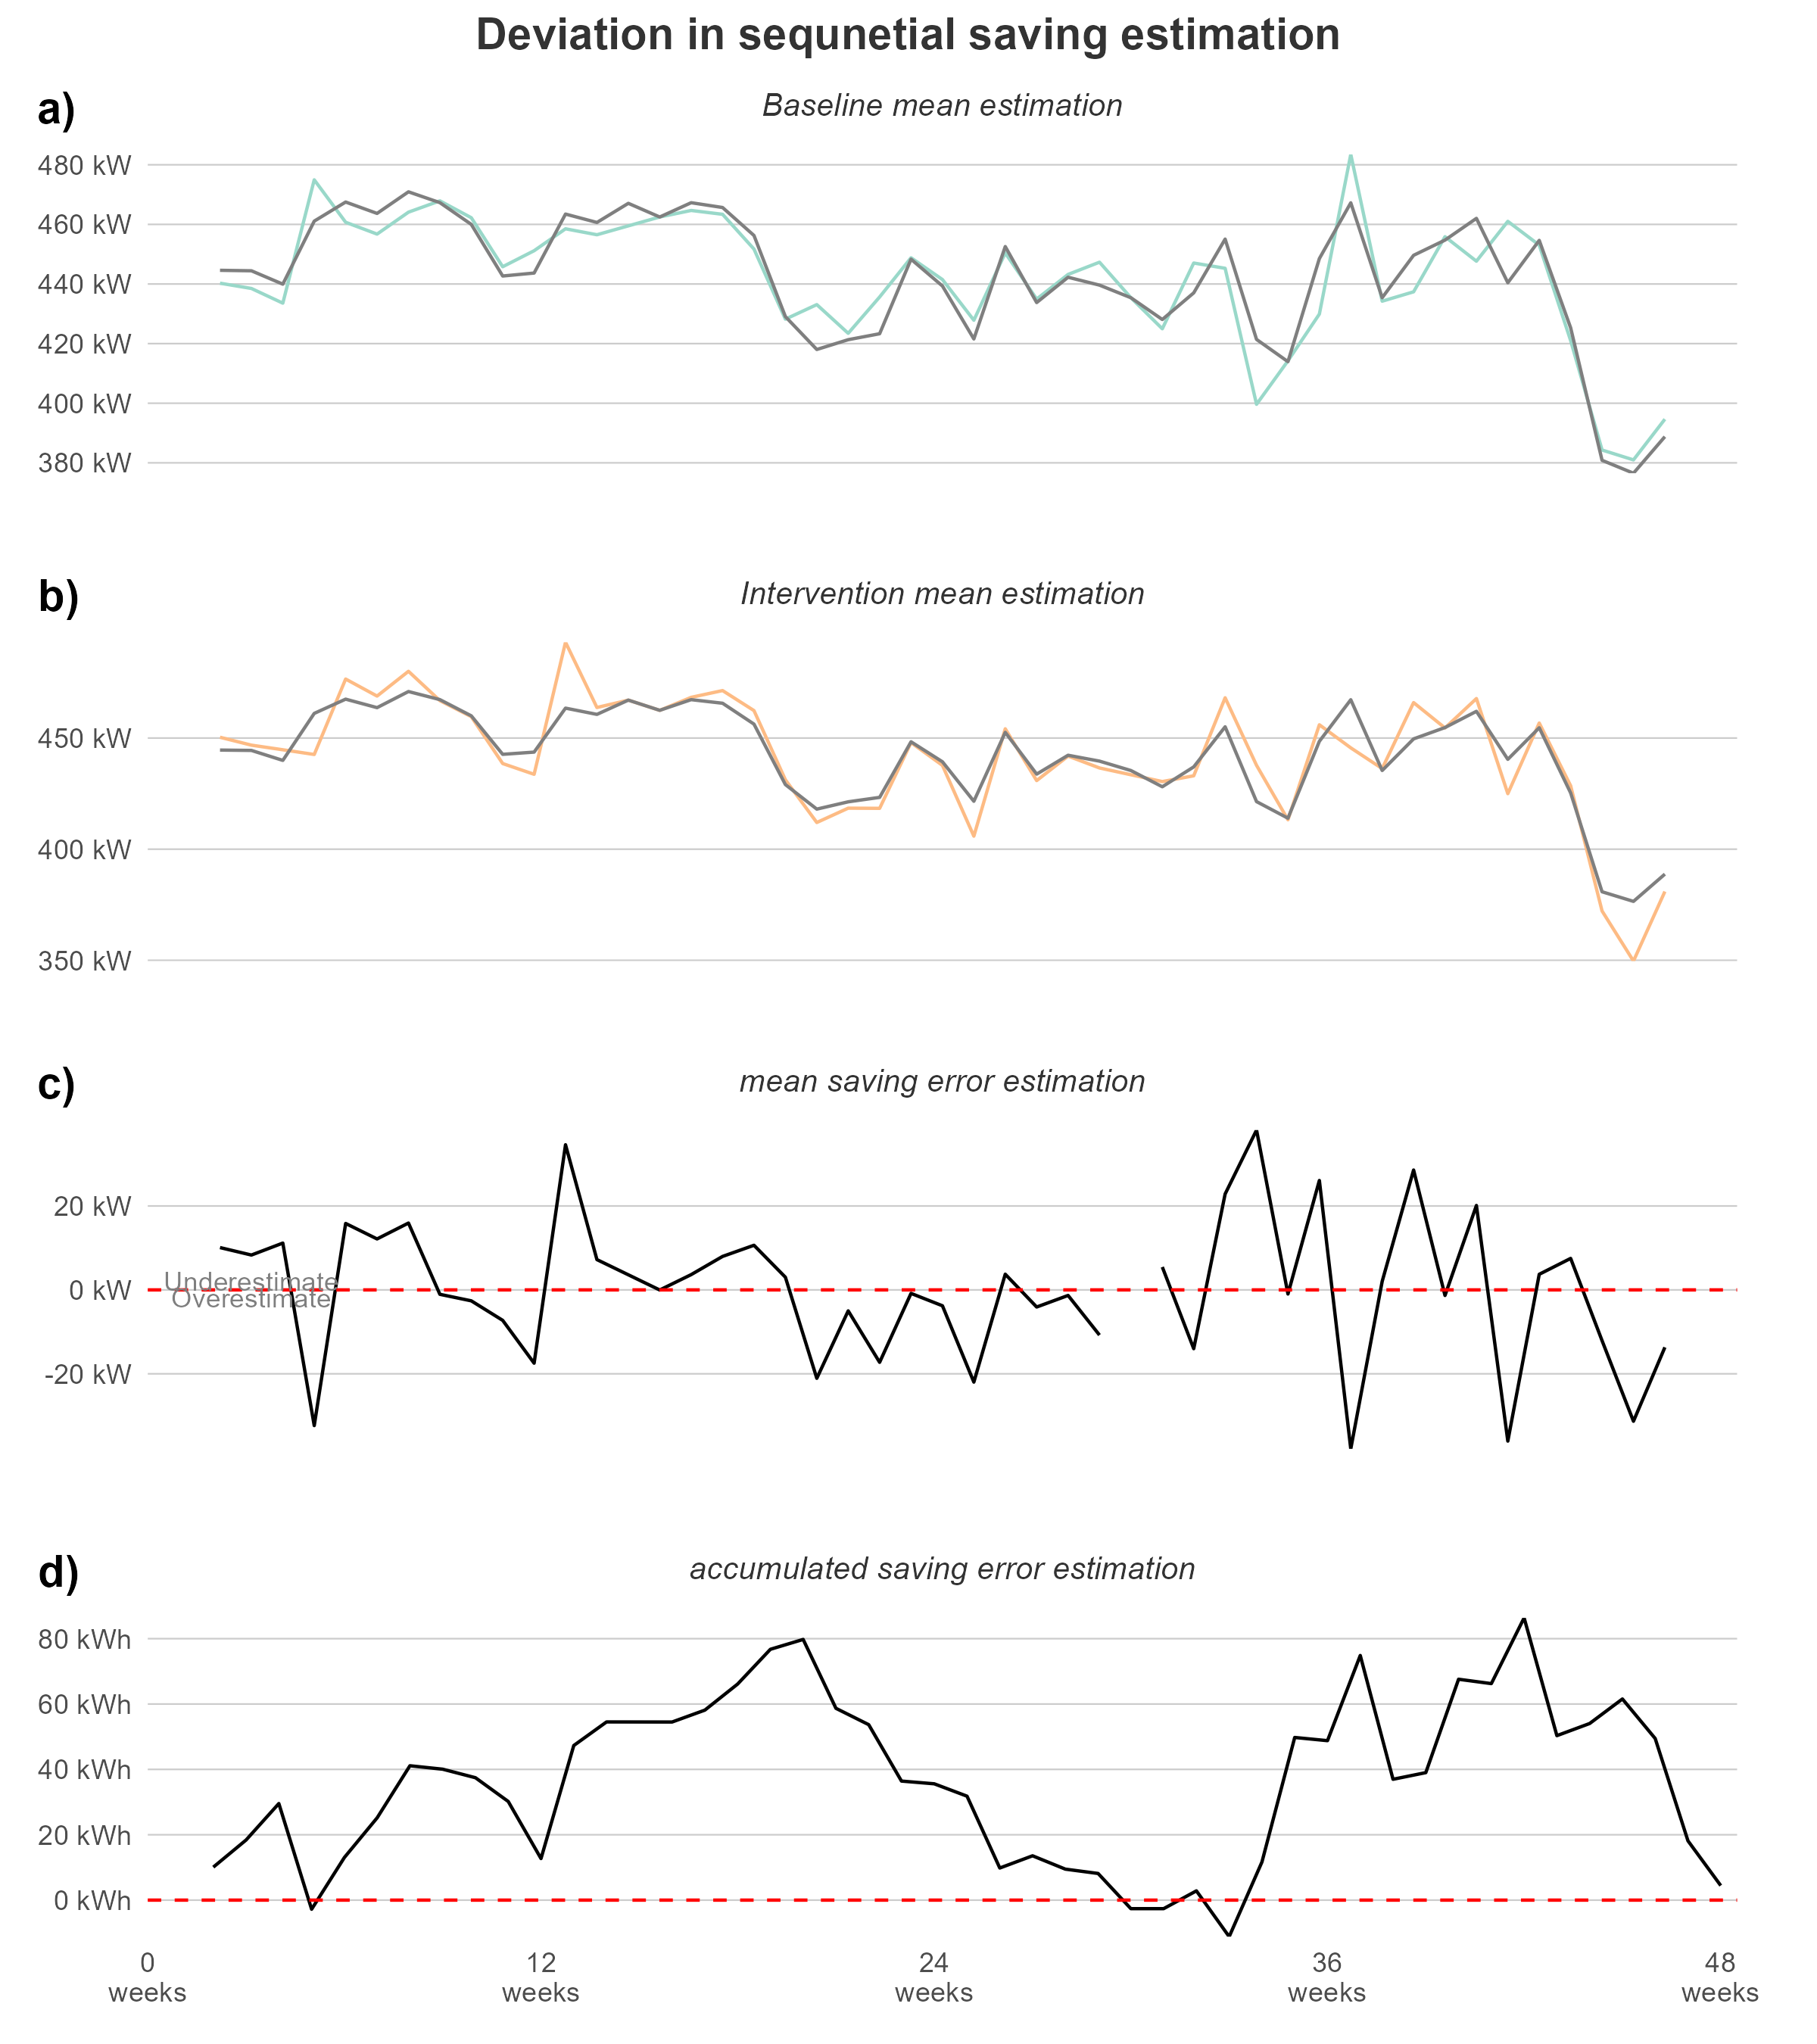 Deviation in sequnetial saving estimation
a)
Baseline mean estimation
480 kW
460 kW
440 kW
420 kW
400 kW
380 kW
b)
Intervention mean estimation
450 kW
400 kW
350 kW
c)
mean saving error estimation
20 kW
0 kW
-20 kW
Underestimate
Overestimate
d)
accumulated saving error estimation
80 kWh
60 kWh
40 kWh
20 kWh
0 kWh
0 12 24 36 48
weeks weeks weeks weeks weeks